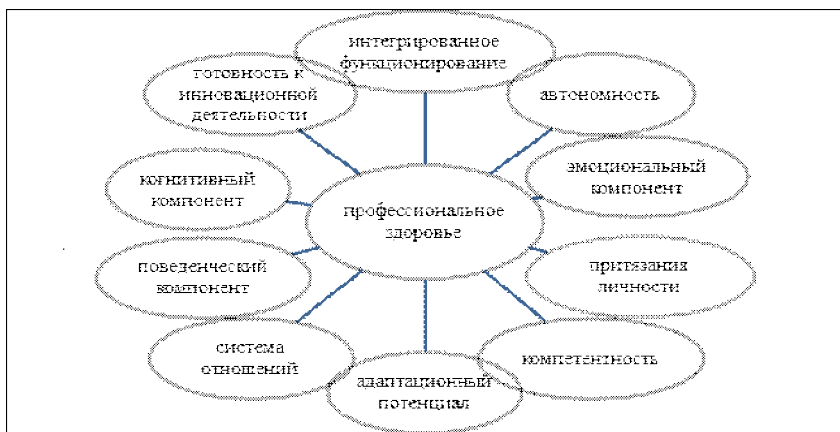 интегрированное
функционирование
готовность к
инновационной
деятельности
автономность
когнитивный
компонент
эмоциональный
компонент
профессиональное
здоровье
поведенческий
компонент
притязания
личности
система
отношений
компетентность
адаптационный
потенциал